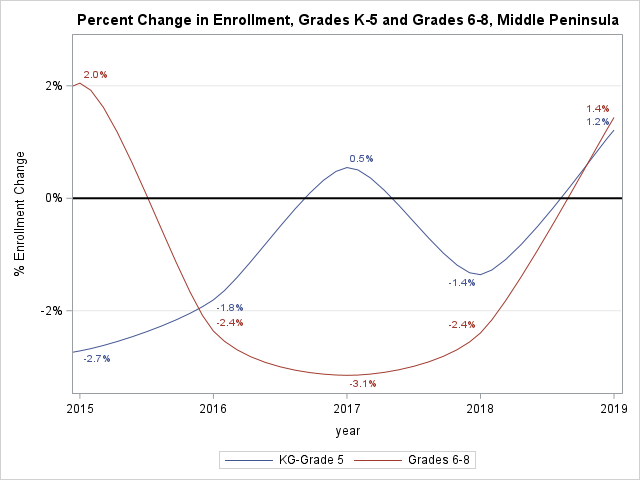 Percent Change in Enrollment, Grades K-5 and Grades 6-8, Middle Peninsula
2.0%
2%
1.4%
1.2%
0.5%
% Enrollment Change
0%
-1.4%
-1.8%
-2%
-2.4%
-2.4%
-2.7%
-3.1%
2015 2016 2017 2018 2019
year
KG-Grade 5 Grades 6-8